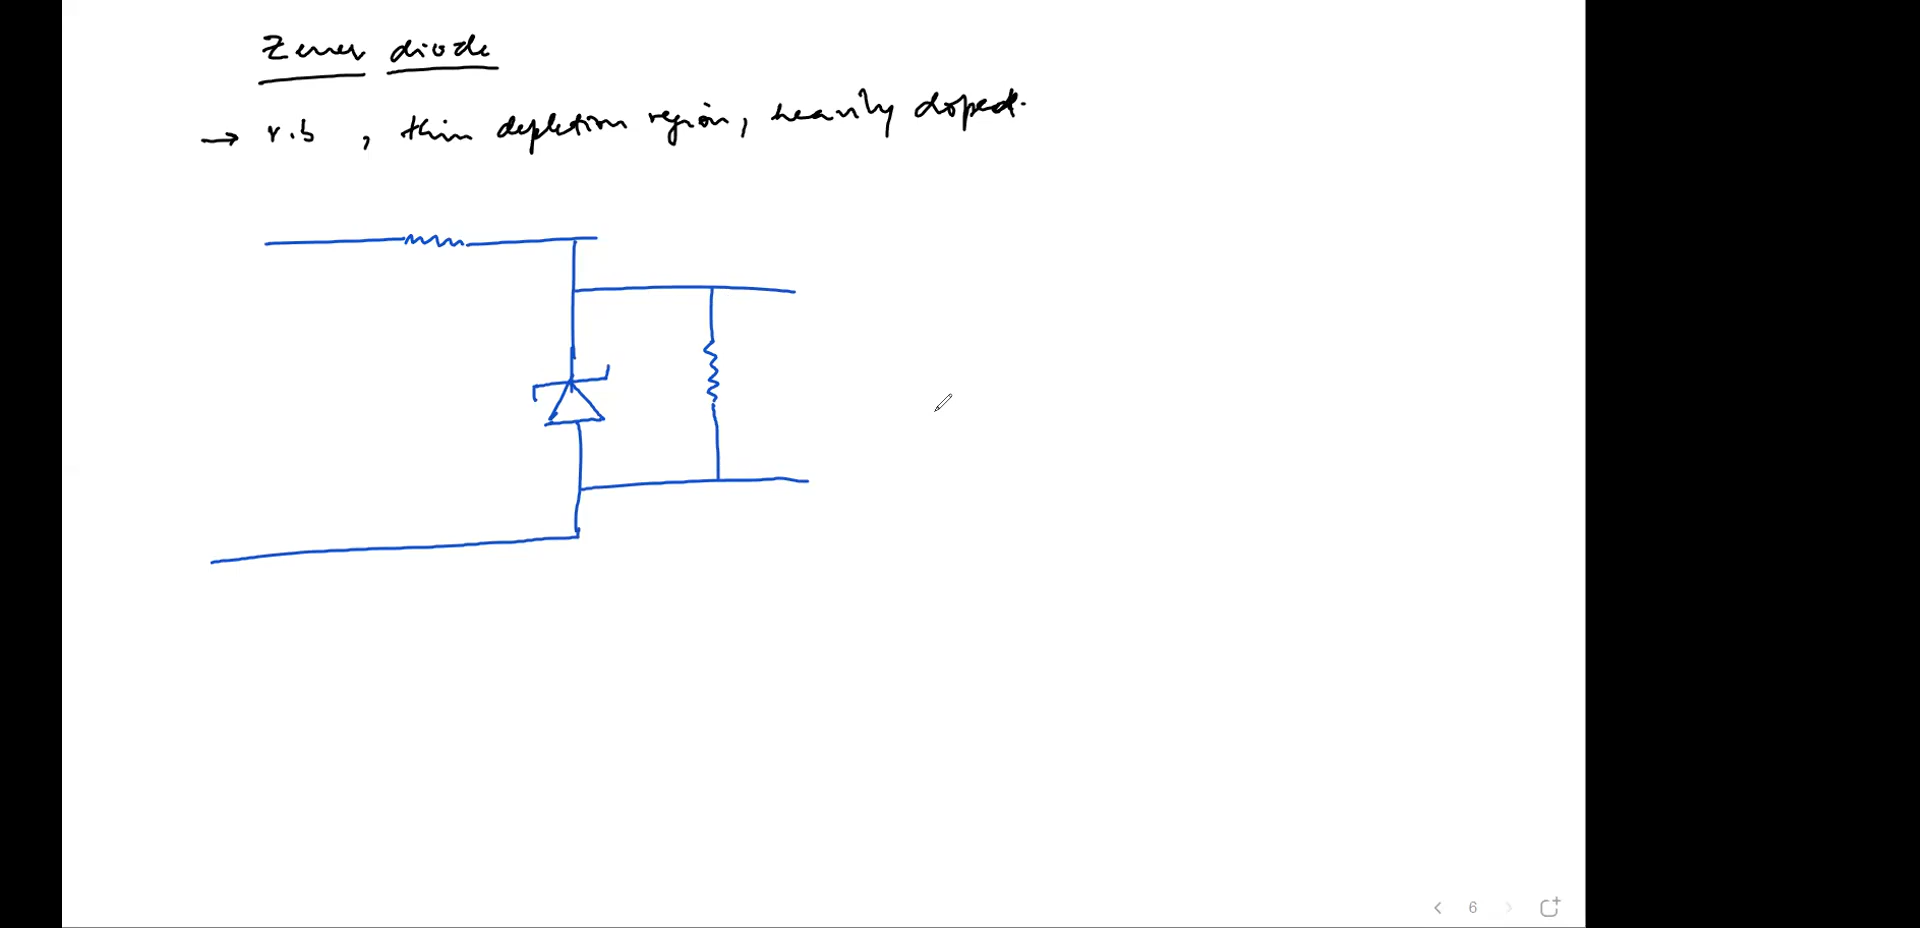 Zener diode
→ r.b , thin depletion region, heavily doped.
6